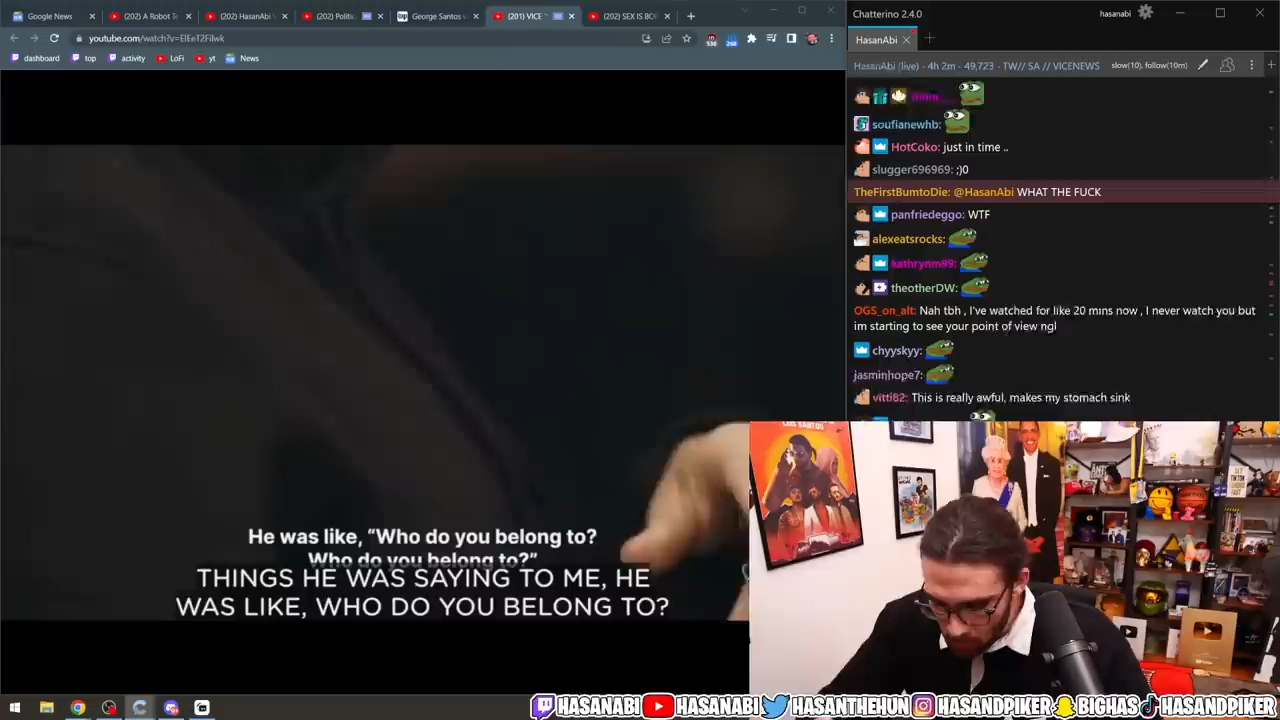 Google News
(202) A Robot T
(202) HasanAbi
(202) Politi
George Santos v
(201) VICE
(202) SEX IS BO
youtube.com/watch?v=ElEeT2Filwk
dashboard
top
activity
LoFi
yt
News
Chatterino 2.4.0
hasanabi
HasanAbi
HasanAbi (live) - 4h 2m - 49,723 - TW// SA // VICENEWS
slow(10), follow(10m)
soufianewhb:
HotCoko: just in time ..
slugger696969: ;)0
TheFirstBumtoDie: @HasanAbi WHAT THE FUCK
panfriedeggo: WTF
alexeatsrocks:
kathrynm99:
theotherDW:
OGS_on_alt: Nah tbh , I've watched for like 20 mins now , I never watch you but
im starting to see your point of view ngl
chyyskyy:
jasminhope7:
vitti82: This is really awful, makes my stomach sink
He was like, “Who do you belong to?
Who do you belong to?”
THINGS HE WAS SAYING TO ME, HE
WAS LIKE, WHO DO YOU BELONG TO?
LOS SANTOS
HASANABI
HASANABI
HASANTHEHUN
HASANDPIKER
BIGHAS
HASANDPIKER